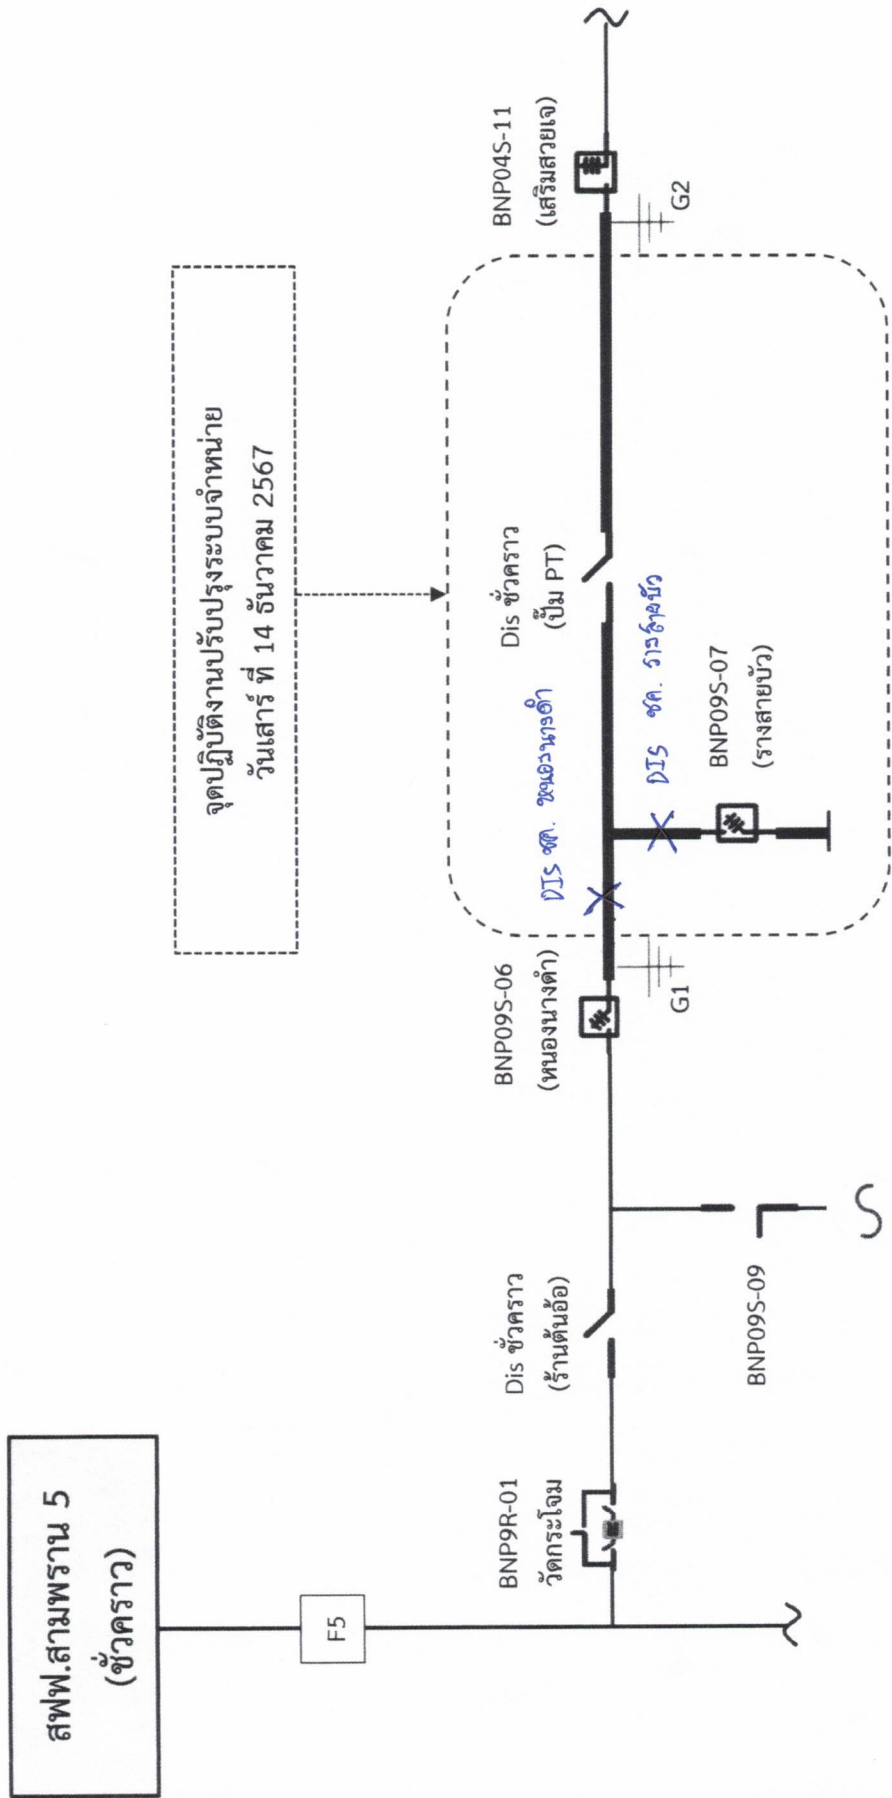 สฟฟ.สามพราน 5
(ชั่วคราว)
F5
จุดปฏิบัติงานปรับปรุงระบบจำหน่าย
วันเสาร์ ที่ 14 ธันวาคม 2567
BNP9R-01
วัดกระโจม
Dis ชั่วคราว
(ร้านต้นอ้อ)
BNP09S-09
BNP09S-06
(หนองนางดำ)
G1
DIS ชค. หนองนางดำ
DIS ชค. รางสายบัว
BNP09S-07
(รางสายบัว)
Dis ชั่วคราว
(ปั๊ม PT)
BNP04S-11
(เสริมสวยเจ)
G2